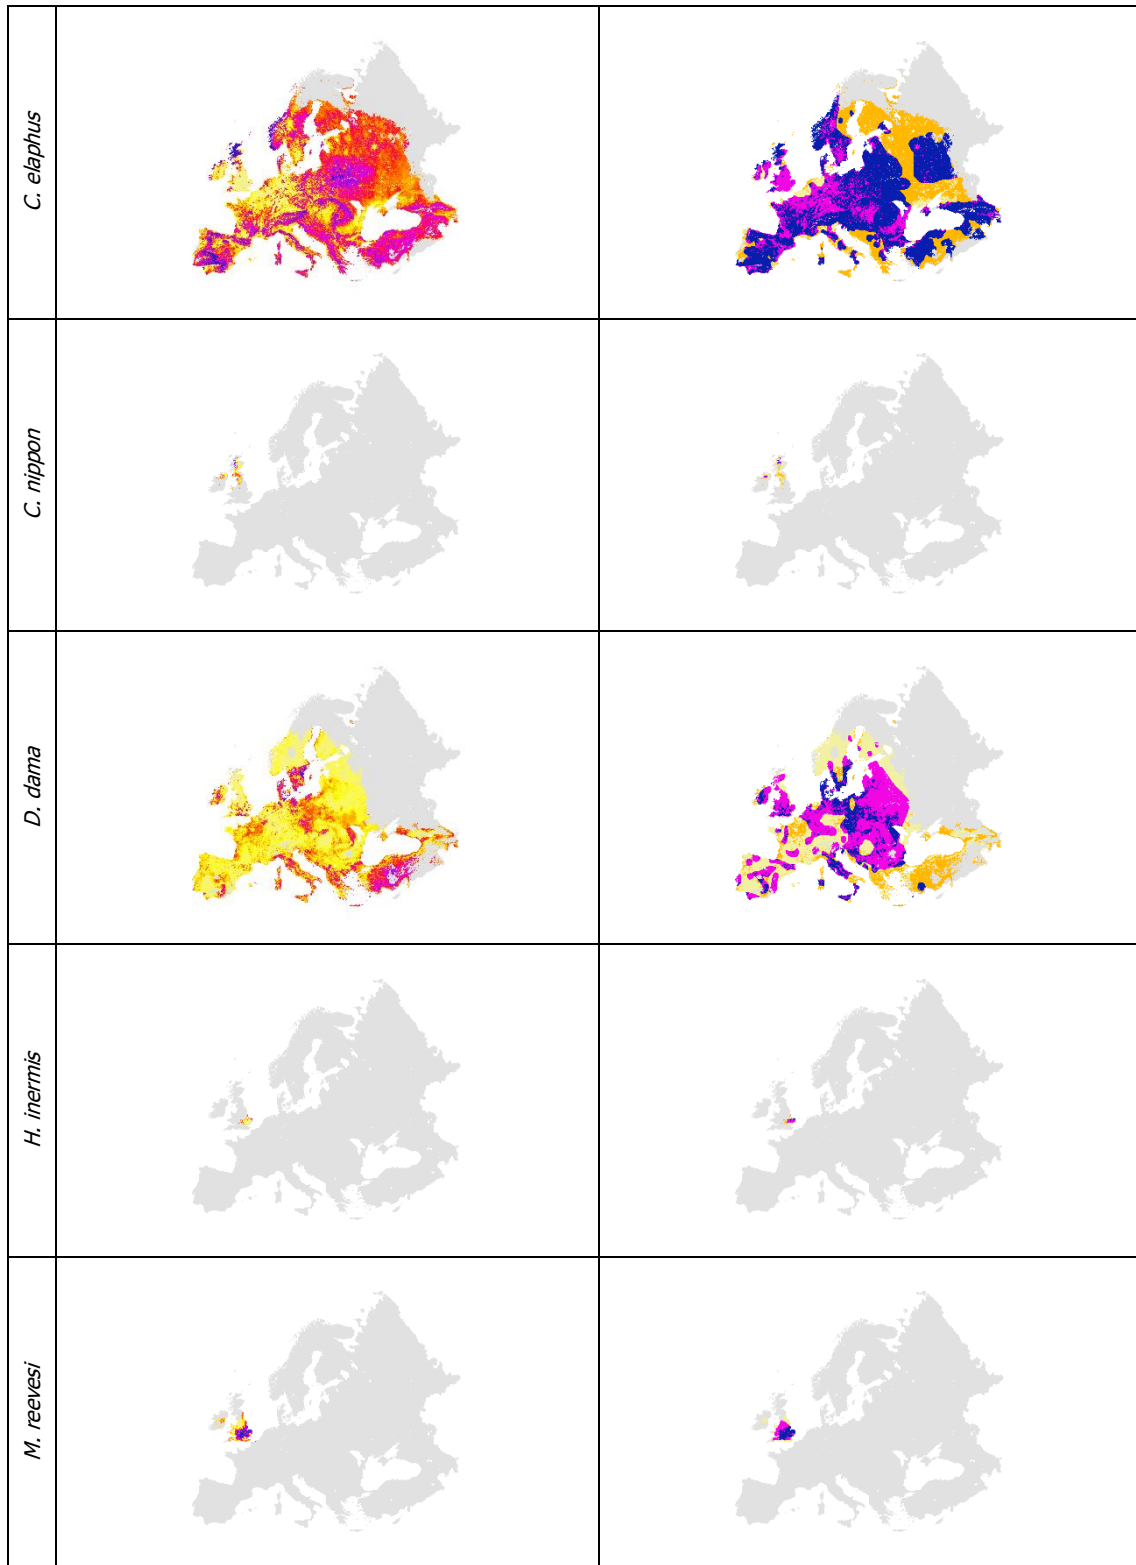 C. elaphus
C. nippon
D. dama
H. inermis
M. reevesi